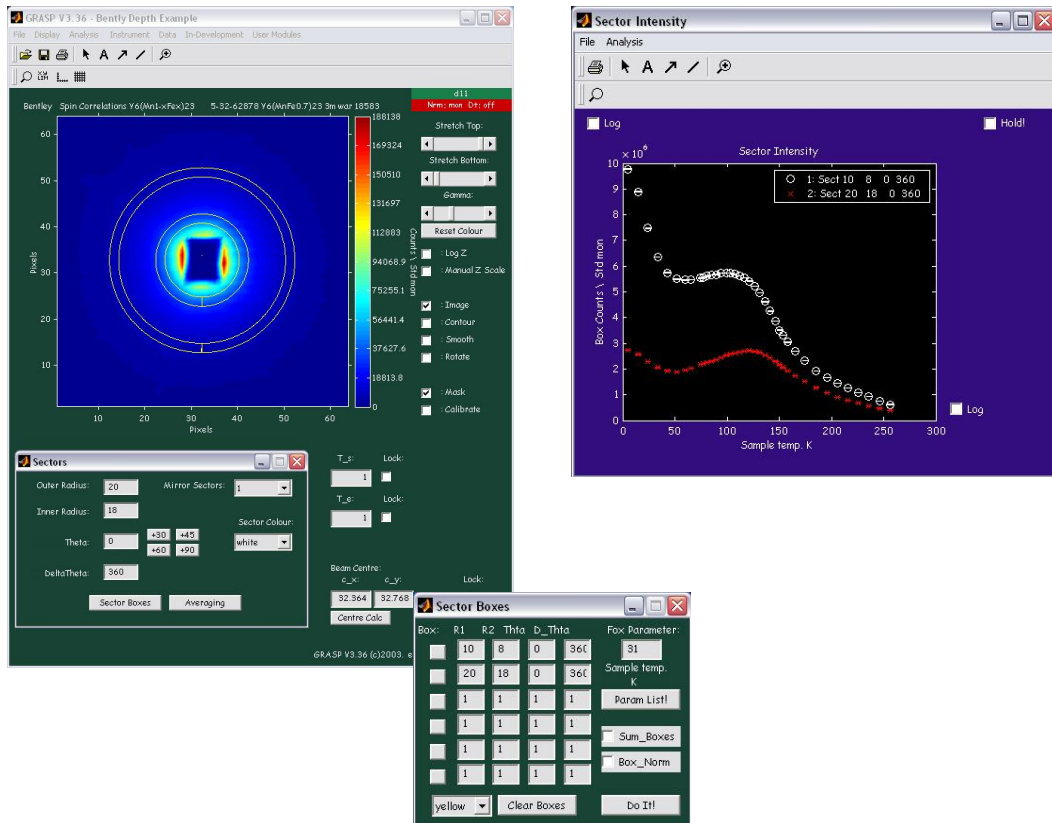 GRASP V3.36 - Bently Depth Example
File Display Analysis Instrument Data In-Development User Modules
Bentley Spin Correlations Y6(Mn1-xFex)23 5-32-62878 Y6(MnFe0.7)23 3m war 18583
d11
Nrm: mon Dt: off
60
50
40
30
20
10
Pixels
10 20 30 40 50 60
Pixels
188138
169324
150510
131697
112883
94068.9
75255.1
56441.4
37627.6
18813.8
0
Counts \ Std mon
Stretch Top:
Stretch Bottom:
Gamma:
Reset Colour
: Log Z
: Manual Z Scale
: Image
: Contour
: Smooth
: Rotate
: Mask
: Calibrate
Sectors
Outer Radius: 20 Mirror Sectors: 1
Inner Radius: 18
Sector Colour:
Theta: 0 +30 +45
+60 +90
white
DeltaTheta: 360
Sector Boxes Averaging
T_s: Lock:
1
T_e: Lock:
1
Beam Centre:
c_x: c_y: Lock:
32.364 32.768
Centre Calc
GRASP V3.36 (c)2003. e
Sector Intensity
File Analysis
Log
Hold!
Sector Intensity
x 10^6
10
9
8
7
6
5
4
3
2
1
0
Box Counts \ Std mon
1: Sect 10 8 0 360
2: Sect 20 18 0 360
0 50 100 150 200 250 300
Sample temp. K
Log
Sector Boxes
Box: R1 R2 Thta D_Thta Fox Parameter:
10 8 0 360 31
20 18 0 360 Sample temp.
K
1 1 1 1 Param List!
1 1 1 1 Sum_Boxes
1 1 1 1 Box_Norm
1 1 1 1
yellow Clear Boxes Do It!